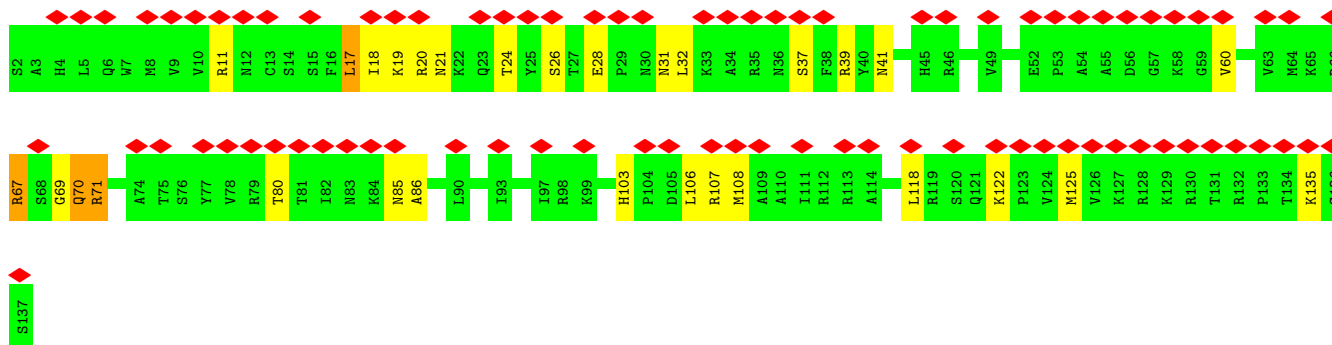 S2 A3 H4 L5 Q6 W7 M8 V9 V10 R11 N12 C13 S14 S15 F16 L17 I18 K19 R20 N21 K22 Q23 T24 Y25 S26 T27 E28 P29 N30 N31 L32 K33 A34 R35 N36 S37 F38 R39 Y40 N41 H45 R46 V49 E52 P53 A54 A55 D56 G57 K58 G59 V60 V63 M64 K65
R67 S68 G69 Q70 R71 A74 T75 S76 Y77 V78 R79 T80 T81 I82 N83 K84 N85 A86 L90 I93 I97 R98 K99 H103 P104 D105 L106 R107 M108 A109 A110 I111 R112 R113 A114 L118 R119 S120 Q121 K122 P123 V124 M125 V126 K127 R128 K129 R130 T131 R132 P133 T134 K135
S137